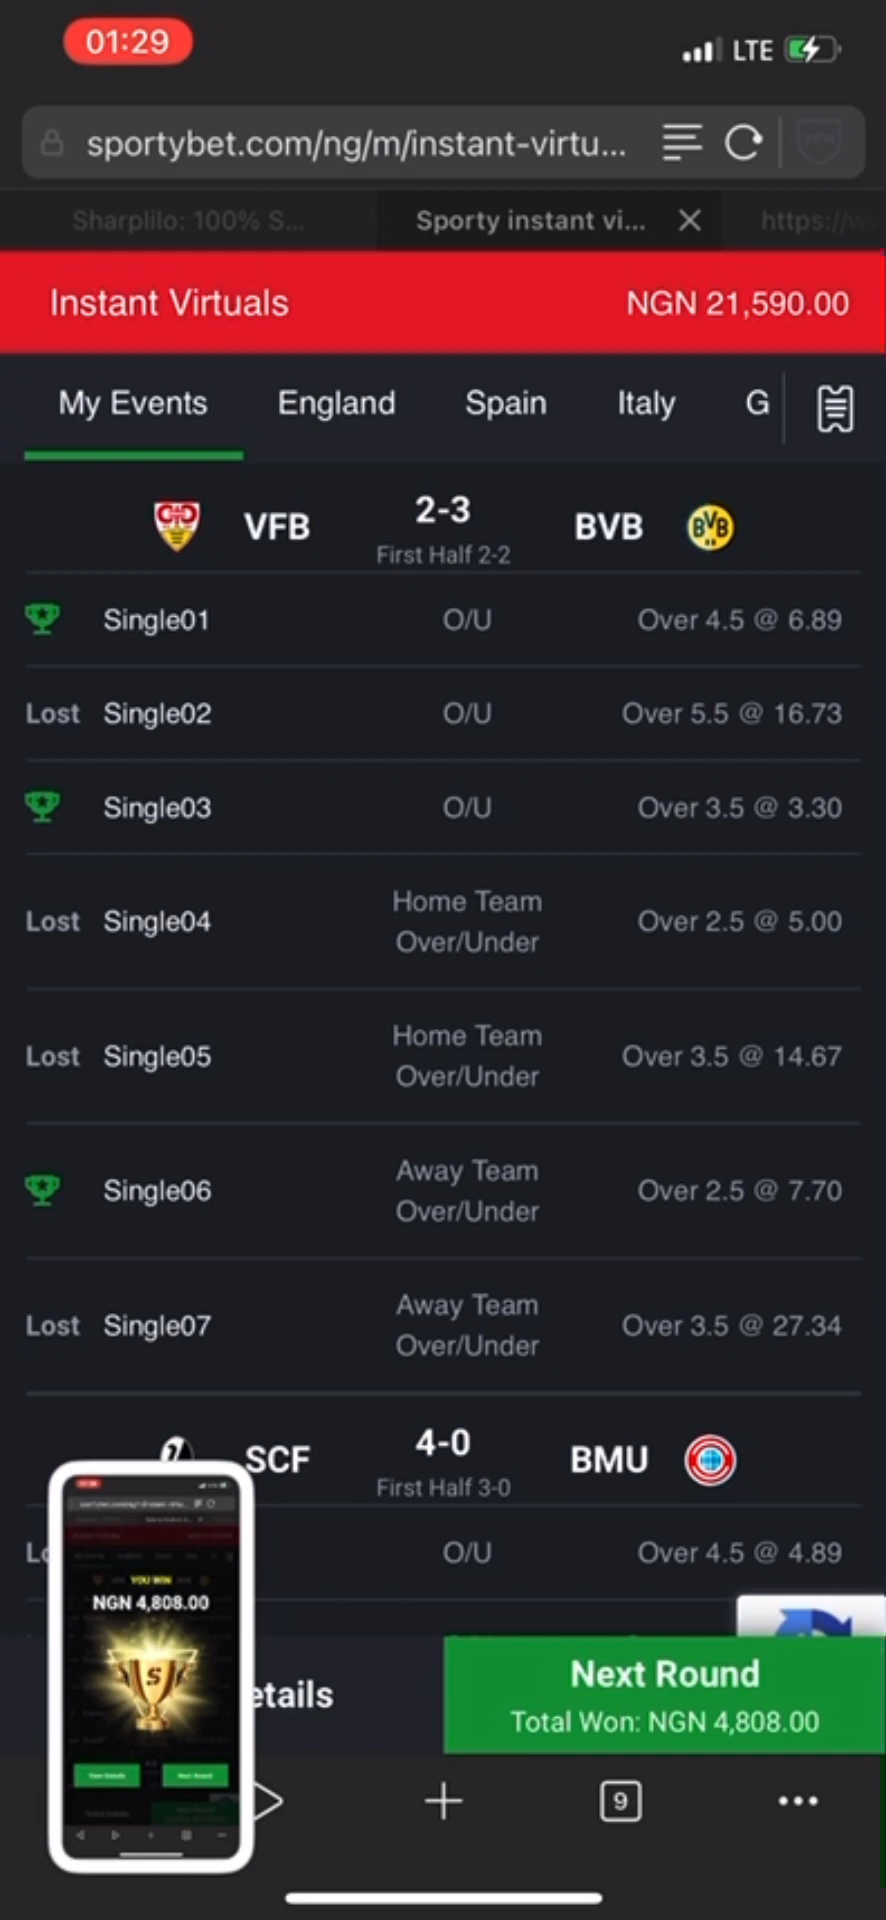 01:29
LTE
sportybet.com/ng/m/instant-virtu...
Sharplilo: 100% S...
Sporty instant vi...
Instant Virtuals
NGN 21,590.00
My Events
England
Spain
Italy
G
VFB
2-3
BVB
First Half 2-2
Single01
O/U
Over 4.5 @ 6.89
Lost
Single02
O/U
Over 5.5 @ 16.73
Single03
O/U
Over 3.5 @ 3.30
Lost
Single04
Home Team
Over/Under
Over 2.5 @ 5.00
Lost
Single05
Home Team
Over/Under
Over 3.5 @ 14.67
Single06
Away Team
Over/Under
Over 2.5 @ 7.70
Lost
Single07
Away Team
Over/Under
Over 3.5 @ 27.34
SCF
4-0
BMU
First Half 3-0
O/U
Over 4.5 @ 4.89
YOU WIN
NGN 4,808.00
etails
Next Round
Total Won: NGN 4,808.00
9